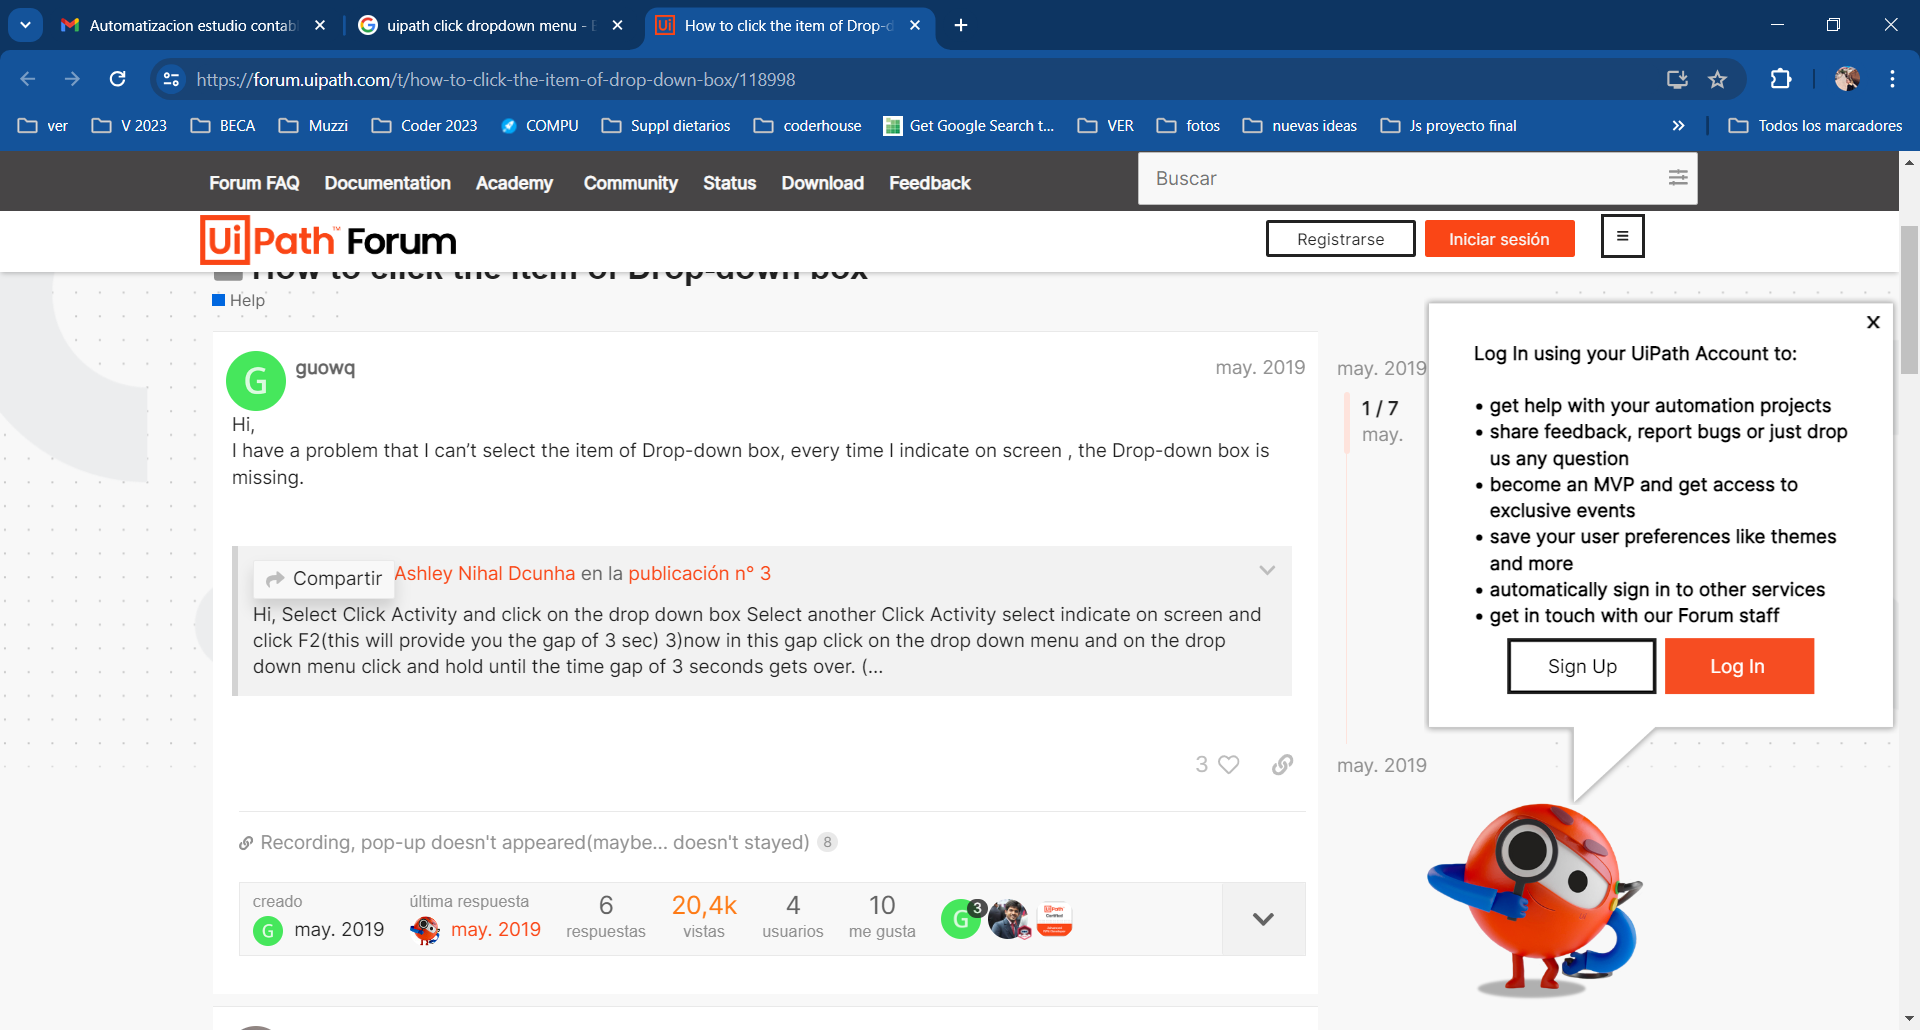 Automatizacion estudio contabl
uipath click dropdown menu -
How to click the item of Drop-d
https://forum.uipath.com/t/how-to-click-the-item-of-drop-down-box/118998
ver
V 2023
BECA
Muzzi
Coder 2023
COMPU
Suppl dietarios
coderhouse
Get Google Search t...
VER
fotos
nuevas ideas
Js proyecto final
Todos los marcadores
Forum FAQ
Documentation
Academy
Community
Status
Download
Feedback
Buscar
UiPath™ Forum
Registrarse
Iniciar sesión
How to click the item of Drop-down box
Help
G
guowq
may. 2019
Hi,
I have a problem that I can’t select the item of Drop-down box, every time I indicate on screen , the Drop-down box is
missing.
Compartir
Ashley Nihal Dcunha en la publicación n° 3
Hi, Select Click Activity and click on the drop down box Select another Click Activity select indicate on screen and
click F2(this will provide you the gap of 3 sec) 3)now in this gap click on the drop down menu and on the drop
down menu click and hold until the time gap of 3 seconds gets over. (...
3
Recording, pop-up doesn't appeared(maybe... doesn't stayed) 8
creado
G may. 2019
última respuesta
may. 2019
6
respuestas
20,4k
vistas
4
usuarios
10
me gusta
G 3
may. 2019
1 / 7
may.
may. 2019
x
Log In using your UiPath Account to:
• get help with your automation projects
• share feedback, report bugs or just drop
us any question
• become an MVP and get access to
exclusive events
• save your user preferences like themes
and more
• automatically sign in to other services
• get in touch with our Forum staff
Sign Up
Log In